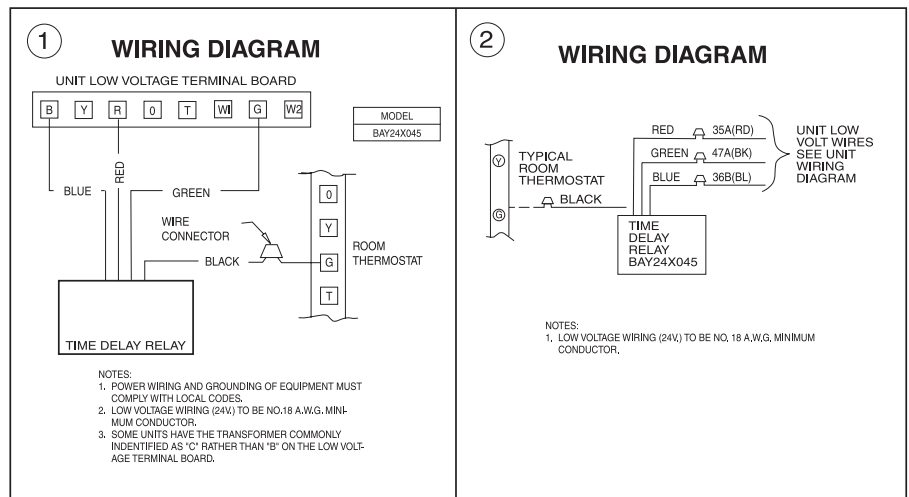 1
WIRING DIAGRAM
UNIT LOW VOLTAGE TERMINAL BOARD
B Y R 0 T W1 G W2
MODEL
BAY24X045
RED
BLUE
GREEN
WIRE
CONNECTOR
BLACK
0
Y
G
T
ROOM
THERMOSTAT
TIME DELAY RELAY
NOTES:
1. POWER WIRING AND GROUNDING OF EQUIPMENT MUST
COMPLY WITH LOCAL CODES.
2. LOW VOLTAGE WIRING (24V.) TO BE NO.18 A.W.G. MINI-
MUM CONDUCTOR.
3. SOME UNITS HAVE THE TRANSFORMER COMMONLY
INDENTIFIED AS "C" RATHER THAN "B" ON THE LOW VOLT-
AGE TERMINAL BOARD.
2
WIRING DIAGRAM
RED 35A(RD)
GREEN 47A(BK)
BLUE 36B(BL)
UNIT LOW
VOLT WIRES
SEE UNIT
WIRING
DIAGRAM
Y
G
TYPICAL
ROOM
THERMOSTAT
BLACK
TIME
DELAY
RELAY
BAY24X045
NOTES:
1. LOW VOLTAGE WIRING (24V.) TO BE NO. 18 A.W.G. MINIMUM
CONDUCTOR.